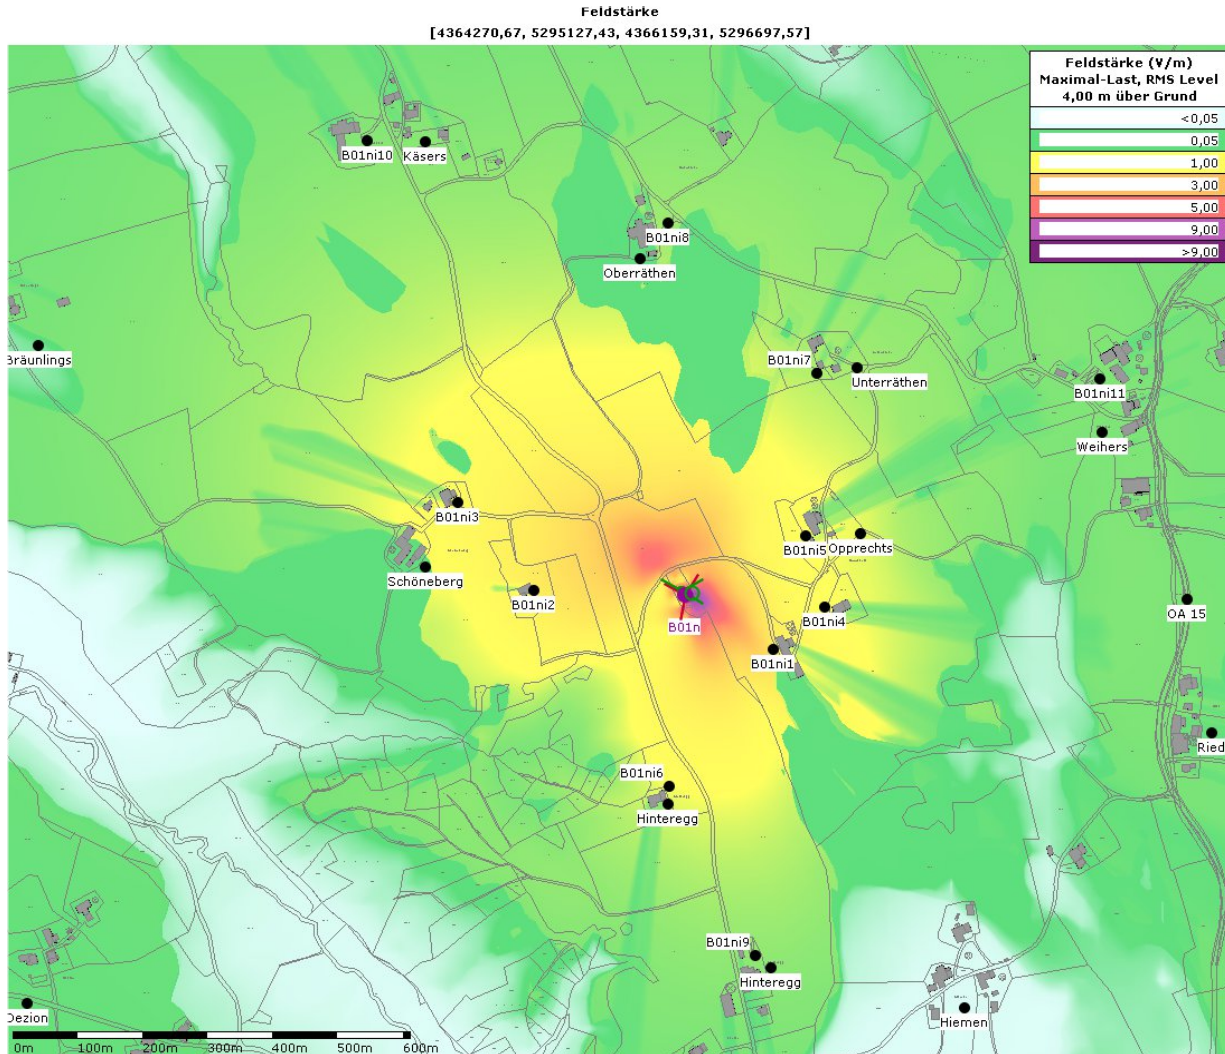 Feldstärke
[4364270,67, 5295127,43, 4366159,31, 5296697,57]
Feldstärke (V/m)
Maximal-Last, RMS Level
4,00 m über Grund
<0,05
0,05
1,00
3,00
5,00
9,00
>9,00
B01ni10
Käsers
B01ni8
Oberräthen
Bräunlings
B01ni7
Unterräthen
B01ni11
Weihers
B01ni3
Schöneberg
B01ni5
Opprechts
B01ni2
B01n
B01ni4
OA 15
B01ni1
Ried
B01ni6
Hinteregg
B01ni9
Hinteregg
Hiemen
0m
100m
200m
300m
400m
500m
600m